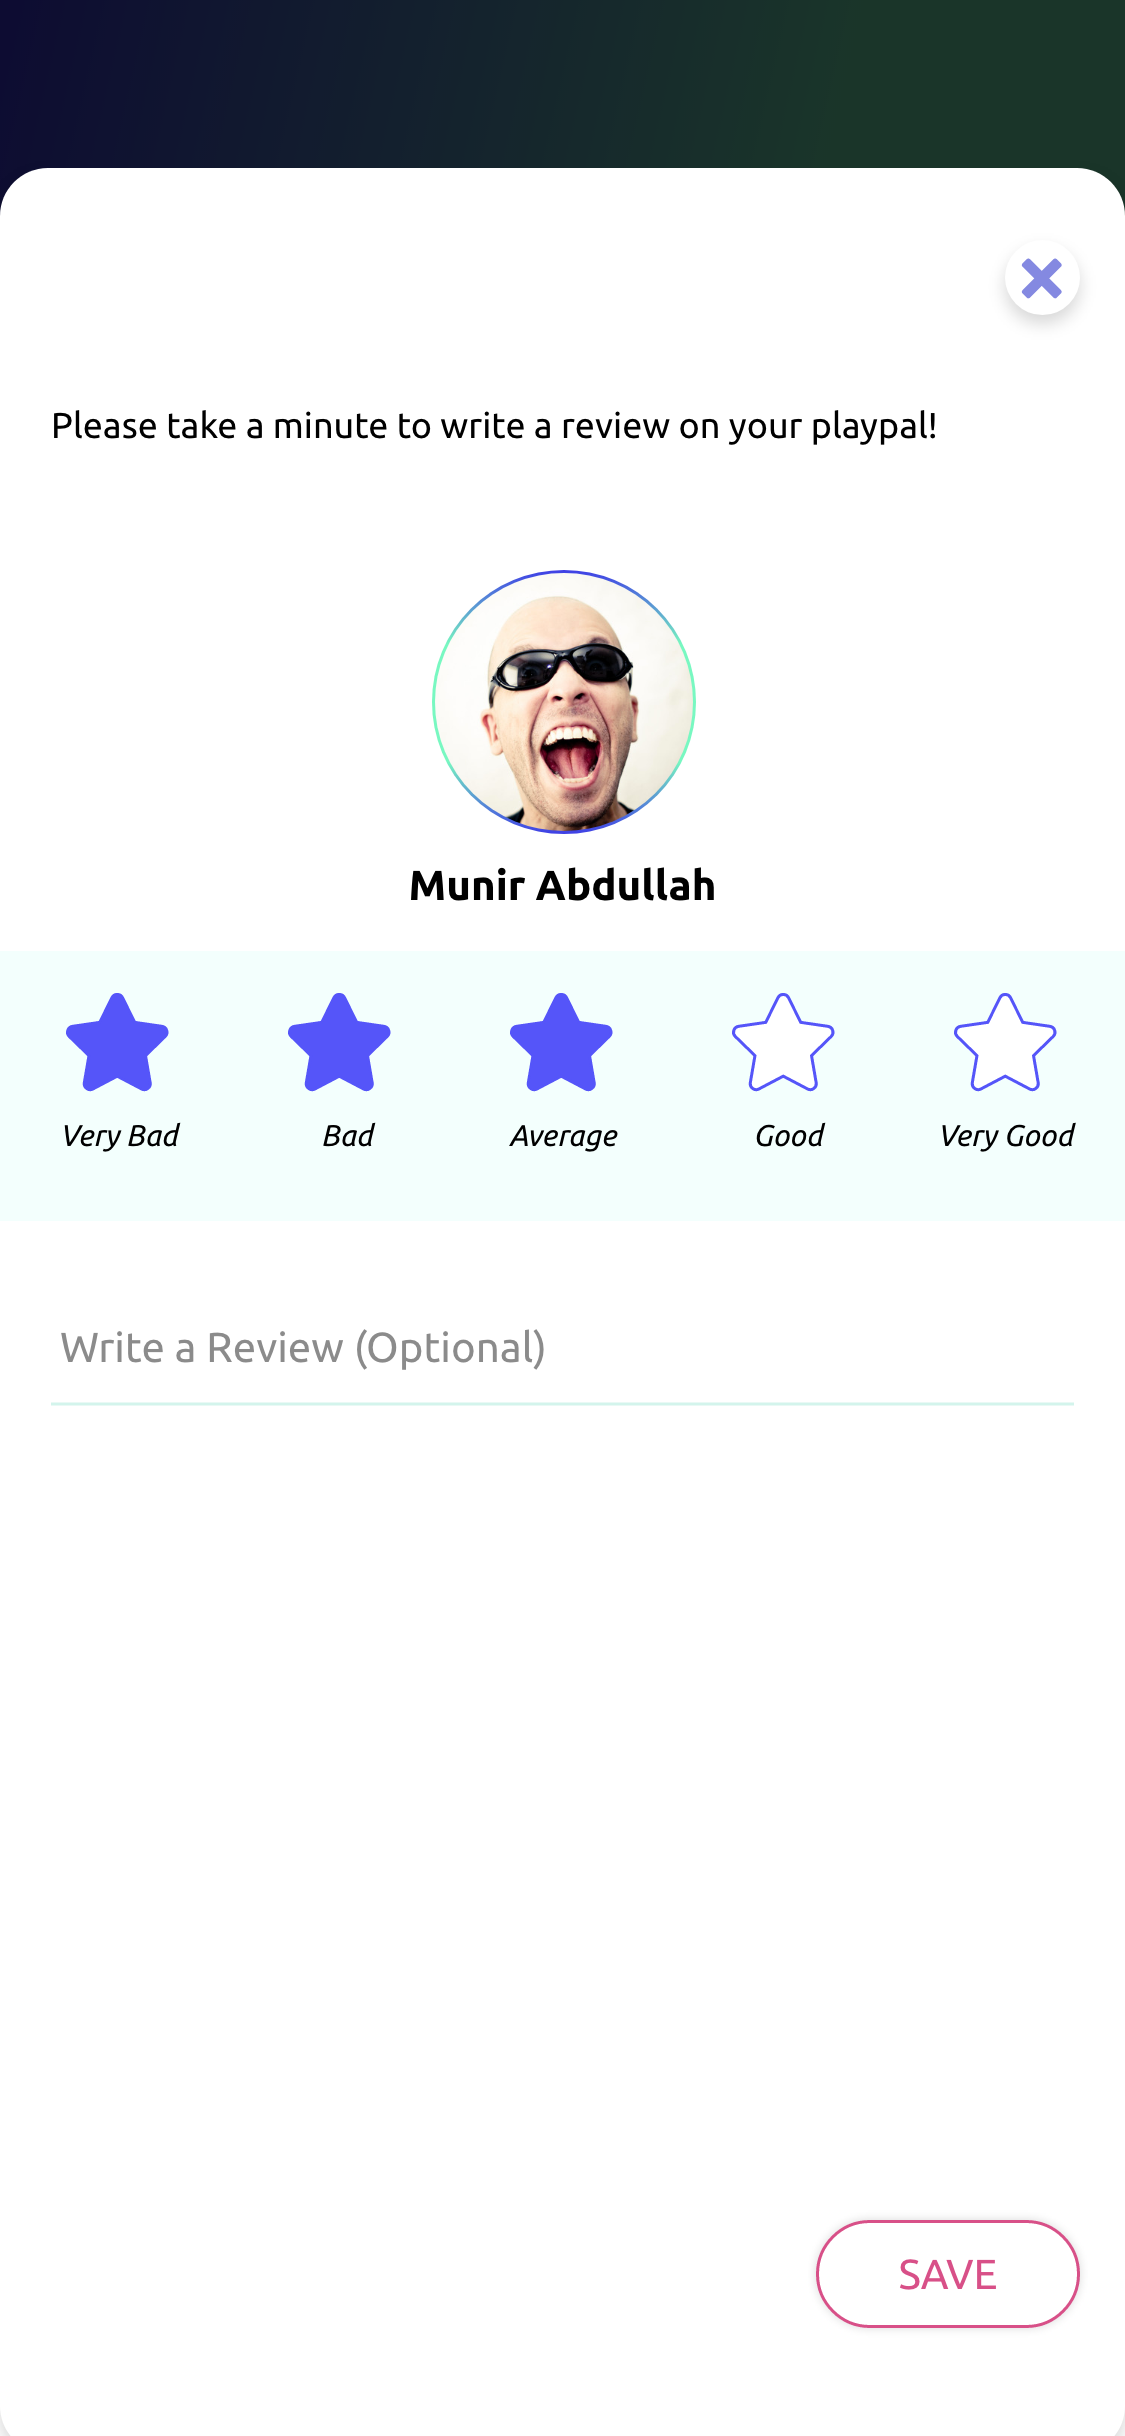 Please take a minute to write a review on your playpal!
Munir Abdullah
Very Bad Bad Average Good Very Good
Write a Review (Optional)
SAVE